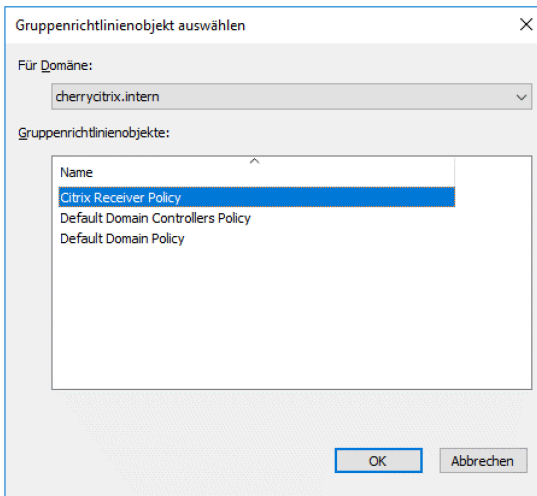 Gruppenrichtlinienobjekt auswählen
Für Domäne:
cherrycitrix.intern
Gruppenrichtlinienobjekte:
Name
Citrix Receiver Policy
Default Domain Controllers Policy
Default Domain Policy
OK Abbrechen